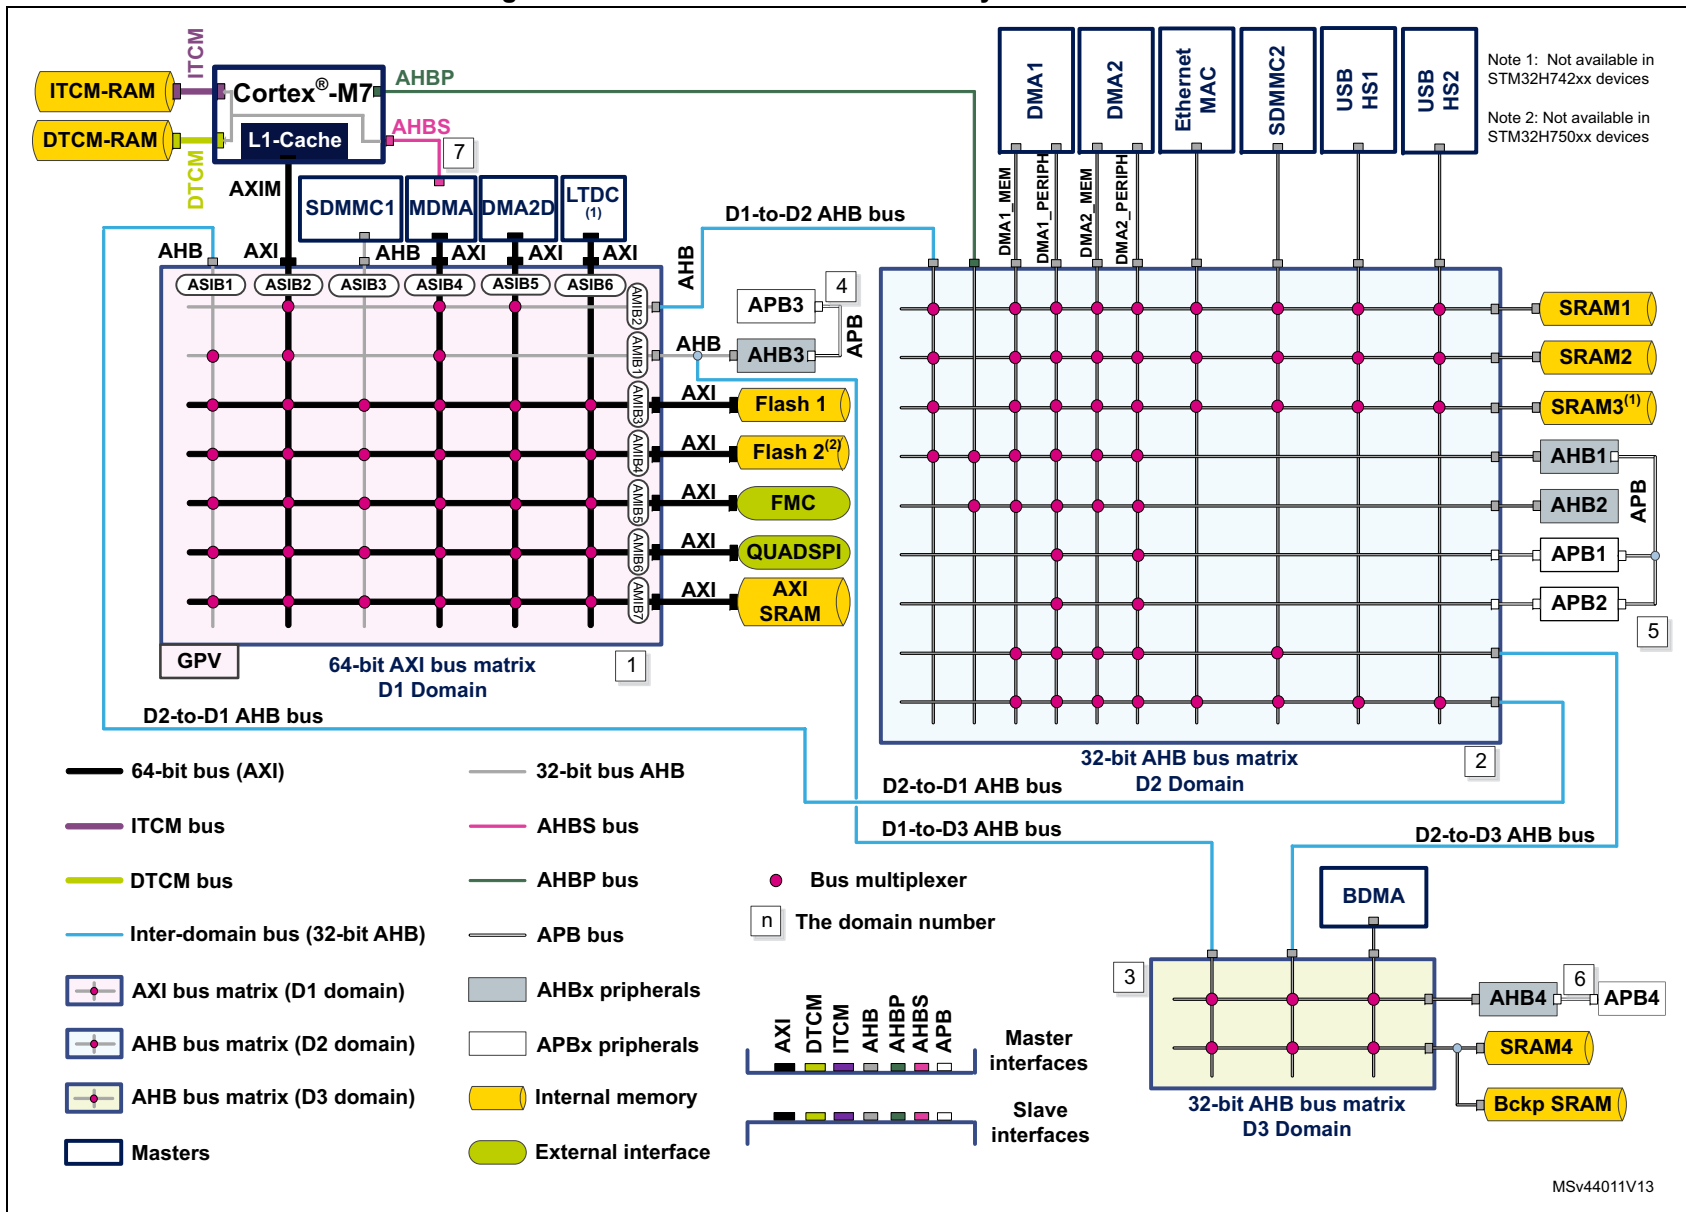 ITCM
ITCM-RAM
DTCM-RAM
DTCM
Cortex®-M7
L1-Cache
AHBP
AHBS
7
AXIM
SDMMC1
MDMA
DMA2D
LTDC
(1)
AHB
AXI
AHB
AXI
AXI
AXI
ASIB1
ASIB2
ASIB3
ASIB4
ASIB5
ASIB6
AMIB2
AMIB1
AMIB3
AMIB4
AMIB5
AMIB6
AMIB7
AHB
D1-to-D2 AHB bus
4
APB3
APB
AHB
AHB3
AXI
Flash 1
AXI
Flash 2(2)
AXI
FMC
AXI
QUADSPI
AXI
AXI
SRAM
GPV
64-bit AXI bus matrix
D1 Domain
1
D2-to-D1 AHB bus
DMA1
DMA2
Ethernet
MAC
SDMMC2
USB
HS1
USB
HS2
Note 1: Not available in
STM32H742xx devices
Note 2: Not available in
STM32H750xx devices
DMA1_MEM
DMA1_PERIPH
DMA2_MEM
DMA2_PERIPH
SRAM1
SRAM2
SRAM3(1)
AHB1
AHB2
APB
APB1
APB2
5
32-bit AHB bus matrix
D2 Domain
2
D2-to-D1 AHB bus
D1-to-D3 AHB bus
D2-to-D3 AHB bus
BDMA
3
AHB4
6
APB4
SRAM4
Bckp SRAM
32-bit AHB bus matrix
D3 Domain
64-bit bus (AXI)
32-bit bus AHB
ITCM bus
AHBS bus
DTCM bus
AHBP bus
Bus multiplexer
Inter-domain bus (32-bit AHB)
APB bus
n
The domain number
AXI bus matrix (D1 domain)
AHBx pripherals
AHB bus matrix (D2 domain)
APBx pripherals
AHB bus matrix (D3 domain)
Internal memory
Masters
External interface
AXI
DTCM
ITCM
AHB
AHBP
AHBS
APB
Master
interfaces
Slave
interfaces
MSv44011V13